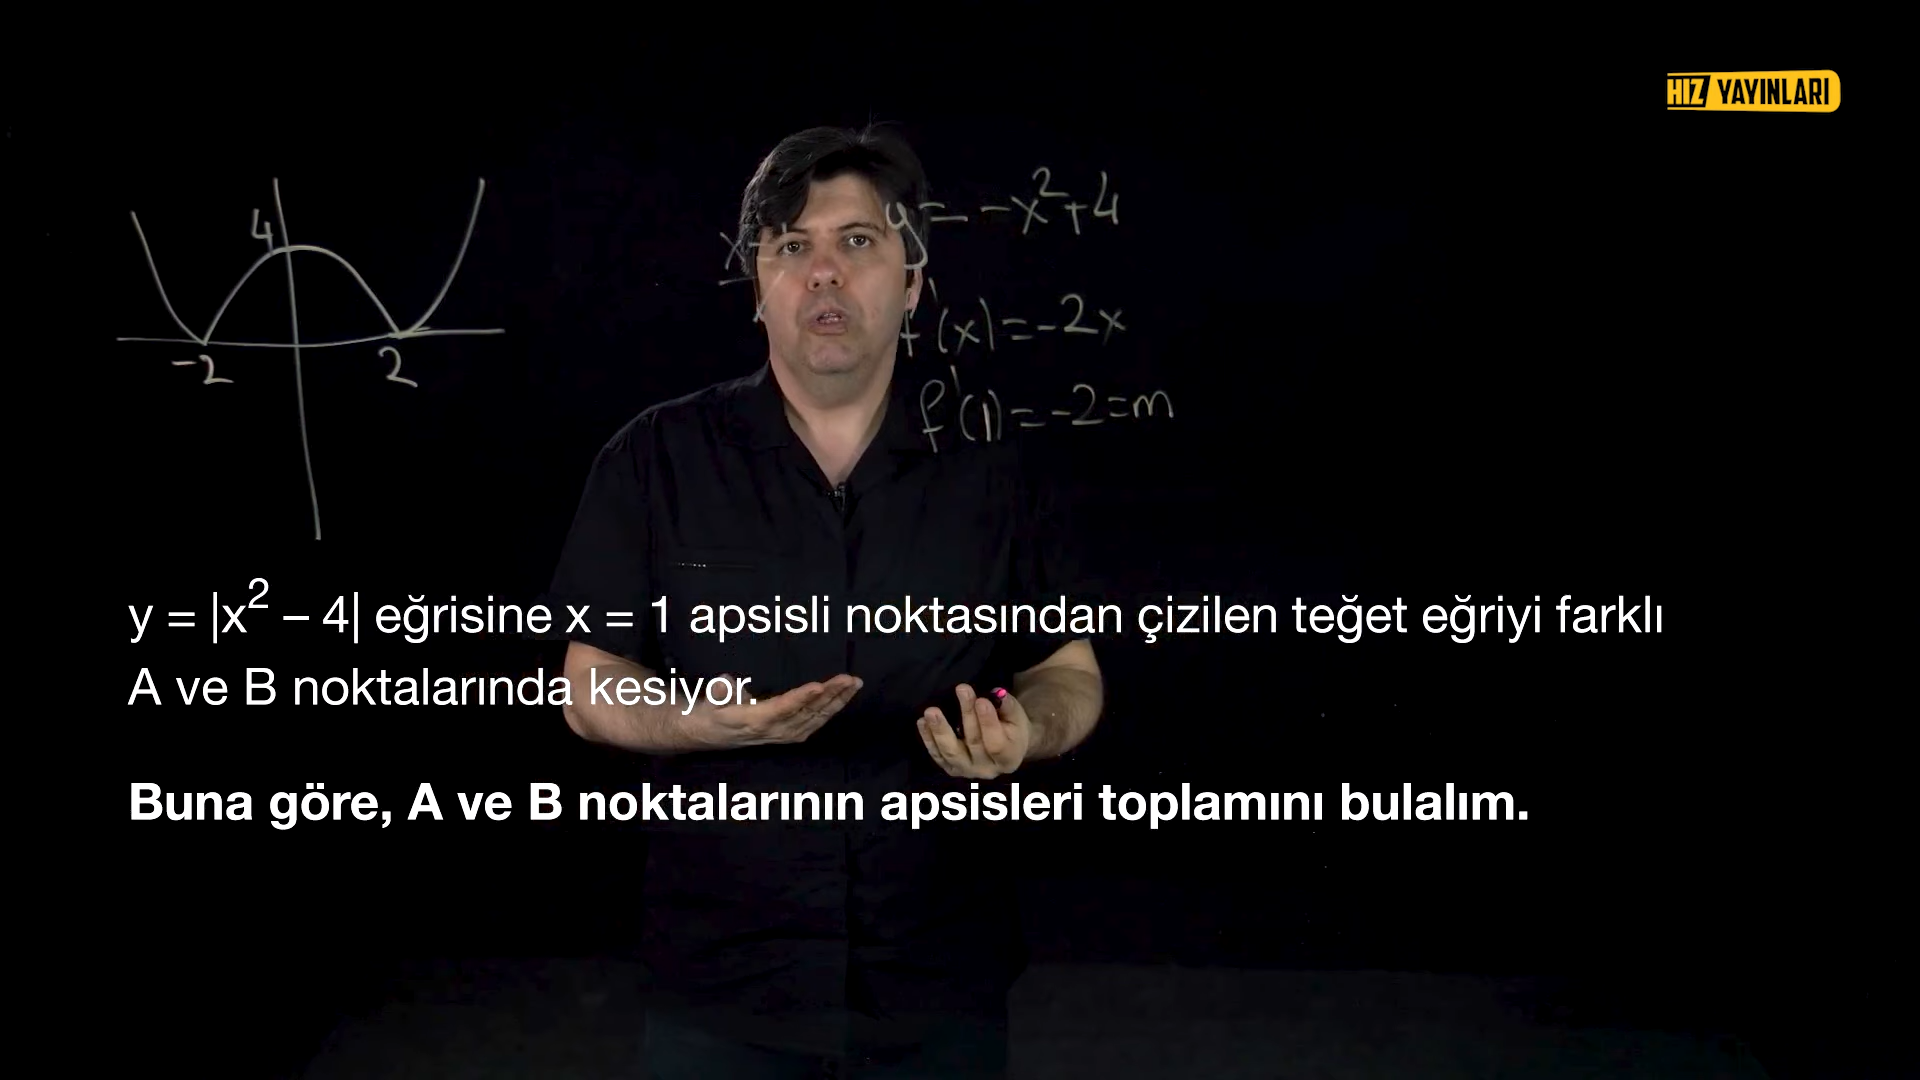 HIZ YAYINLARI
4
-2
2
y = -x²+4
f'(x) = -2x
f'(1) = -2 = m
y = |x² – 4| eğrisine x = 1 apsisli noktasından çizilen teğet eğriyi farklı
A ve B noktalarında kesiyor.
Buna göre, A ve B noktalarının apsisleri toplamını bulalım.